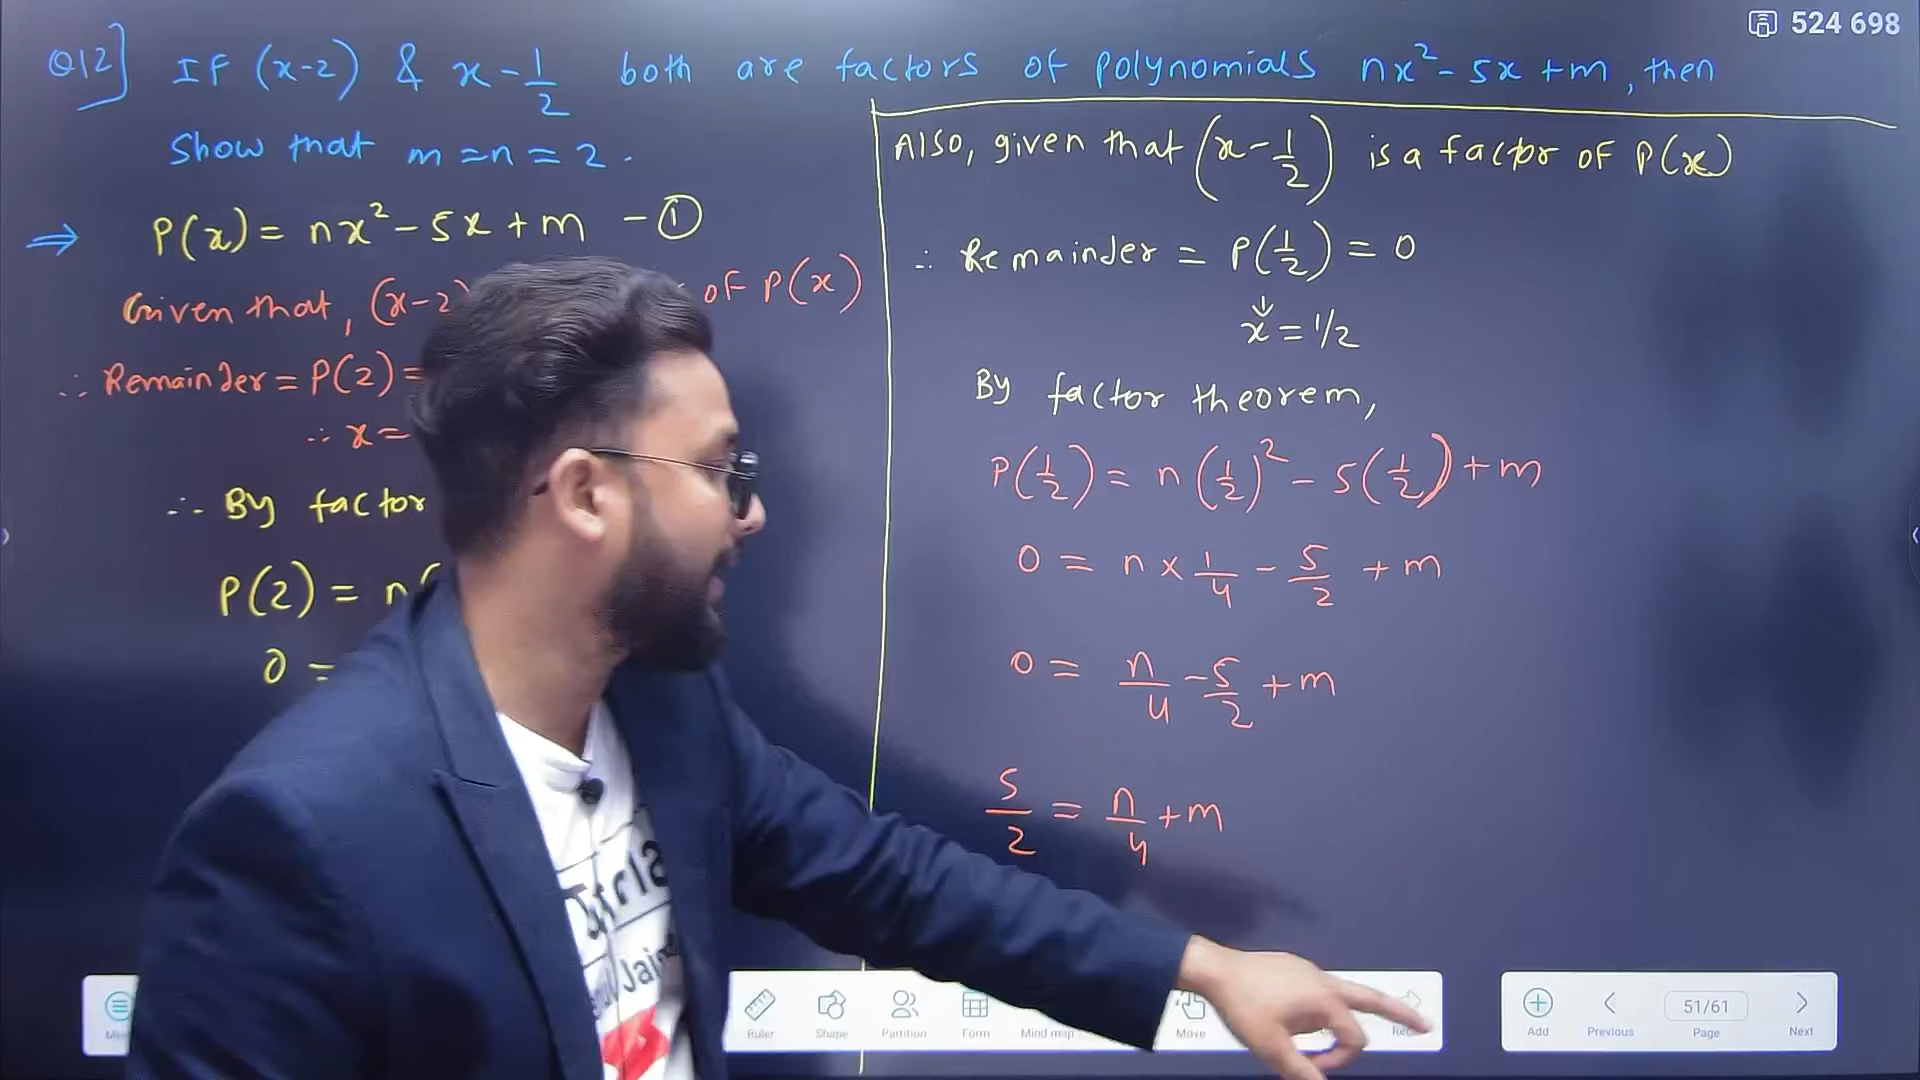 524 698
Q12] IF (x-2) & x - 1/2 both are factors of polynomials nx² - 5x + m, then
Show that m = n = 2.
⇒ P(x) = nx² - 5x + m - ①
Given that, (x-2) of P(x)
∴ Remainder = P(2) =
∴ x =
∴ By factor
P(2) = n(
0 =
Also, given that (x - 1/2) is a factor of P(x)
∴ Remainder = P(1/2) = 0
↓
x = 1/2
By factor theorem,
P(1/2) = n(1/2)² - 5(1/2) + m
0 = n × 1/4 - 5/2 + m
0 = n/4 - 5/2 + m
5/2 = n/4 + m
Jain
Ruler Shape Partition Form Mind map Move
Add Previous 51/61 Page Next